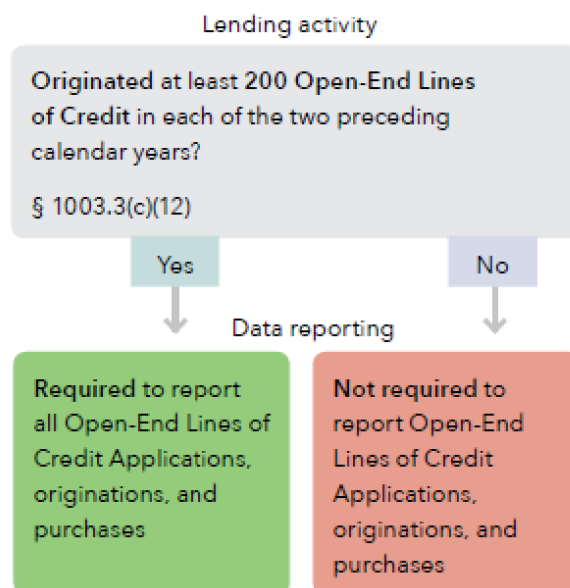 Lending activity
Originated at least 200 Open-End Lines
of Credit in each of the two preceding
calendar years?
§ 1003.3(c)(12)
Yes
No
Data reporting
Required to report
all Open-End Lines of
Credit Applications,
originations, and
purchases
Not required to
report Open-End
Lines of Credit
Applications,
originations, and
purchases